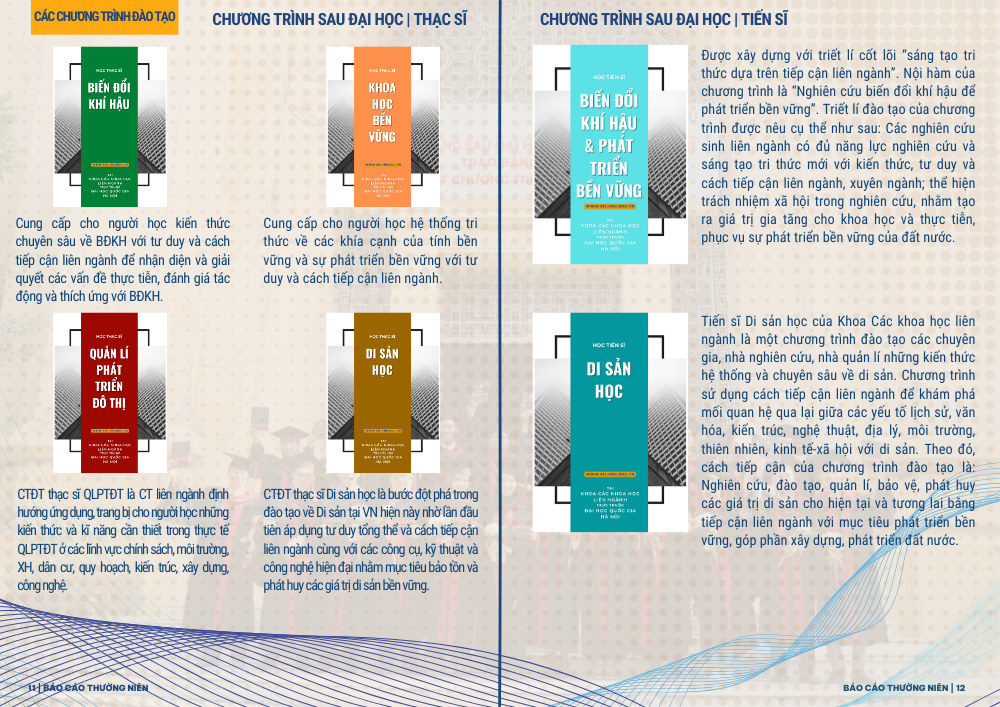 CÁC CHƯƠNG TRÌNH ĐÀO TẠO
CHƯƠNG TRÌNH SAU ĐẠI HỌC | THẠC SĨ
HỌC THẠC SĨ
BIẾN ĐỔI
KHÍ HẬU
TẠI
KHOA CÁC KHOA HỌC
LIÊN NGÀNH
TRỰC THUỘC
ĐẠI HỌC QUỐC GIA
HÀ NỘI
Cung cấp cho người học kiến thức
chuyên sâu về BĐKH với tư duy và cách
tiếp cận liên ngành để nhận diện và giải
quyết các vấn đề thực tiễn, đánh giá tác
động và thích ứng với BĐKH.
HỌC THẠC SĨ
KHOA
HỌC
BỀN
VỮNG
TẠI
KHOA CÁC KHOA HỌC
LIÊN NGÀNH
TRỰC THUỘC
ĐẠI HỌC QUỐC GIA
HÀ NỘI
Cung cấp cho người học hệ thống tri
thức về các khía cạnh của tính bền
vững và sự phát triển bền vững với tư
duy và cách tiếp cận liên ngành.
HỌC THẠC SĨ
QUẢN LÍ
PHÁT
TRIỂN
ĐÔ THỊ
TẠI
KHOA CÁC KHOA HỌC
LIÊN NGÀNH
TRỰC THUỘC
ĐẠI HỌC QUỐC GIA
HÀ NỘI
CTĐT thạc sĩ QLPTĐT là CT liên ngành định
hướng ứng dụng, trang bị cho người học những
kiến thức và kĩ năng cần thiết trong thực tế
QLPTĐT ở các lĩnh vực chính sách, môi trường,
XH, dân cư, quy hoạch, kiến trúc, xây dựng,
công nghệ.
HỌC THẠC SĨ
DI SẢN
HỌC
TẠI
KHOA CÁC KHOA HỌC
LIÊN NGÀNH
TRỰC THUỘC
ĐẠI HỌC QUỐC GIA
HÀ NỘI
CTĐT thạc sĩ Di sản học là bước đột phá trong
đào tạo về Di sản tại VN hiện này nhờ lần đầu
tiên áp dụng tư duy tổng thể và cách tiếp cận
liên ngành cùng với các công cụ, kỹ thuật và
công nghệ hiện đại nhằm mục tiêu bảo tồn và
phát huy các giá trị di sản bền vững.
11 | BÁO CÁO THƯỜNG NIÊN
CHƯƠNG TRÌNH SAU ĐẠI HỌC | TIẾN SĨ
HỌC TIẾN SĨ
BIẾN ĐỔI
KHÍ HẬU
& PHÁT
TRIỂN
BỀN VỮNG
WWW.SIS.VNU.EDU.VN
TẠI
KHOA CÁC KHOA HỌC
LIÊN NGÀNH
TRỰC THUỘC
ĐẠI HỌC QUỐC GIA
HÀ NỘI
Được xây dựng với triết lí cốt lõi “sáng tạo tri
thức dựa trên tiếp cận liên ngành”. Nội hàm của
chương trình là “Nghiên cứu biến đổi khí hậu để
phát triển bền vững”. Triết lí đào tạo của chương
trình được nêu cụ thể như sau: Các nghiên cứu
sinh liên ngành có đủ năng lực nghiên cứu và
sáng tạo tri thức mới với kiến thức, tư duy và
cách tiếp cận liên ngành, xuyên ngành; thể hiện
trách nhiệm xã hội trong nghiên cứu, nhằm tạo
ra giá trị gia tăng cho khoa học và thực tiễn,
phục vụ sự phát triển bền vững của đất nước.
HỌC TIẾN SĨ
DI SẢN
HỌC
WWW.SIS.VNU.EDU.VN
TẠI
KHOA CÁC KHOA HỌC
LIÊN NGÀNH
TRỰC THUỘC
ĐẠI HỌC QUỐC GIA
HÀ NỘI
Tiến sĩ Di sản học của Khoa Các khoa học liên
ngành là một chương trình đào tạo các chuyên
gia, nhà nghiên cứu, nhà quản lí những kiến thức
hệ thống và chuyên sâu về di sản. Chương trình
sử dụng cách tiếp cận liên ngành để khám phá
mối quan hệ qua lại giữa các yếu tố lịch sử, văn
hóa, kiến trúc, nghệ thuật, địa lý, môi trường,
thiên nhiên, kinh tế-xã hội với di sản. Theo đó,
cách tiếp cận của chương trình đào tạo là:
Nghiên cứu, đào tạo, quản lí, bảo vệ, phát huy
các giá trị di sản cho hiện tại và tương lai bằng
tiếp cận liên ngành với mục tiêu phát triển bền
vững, góp phần xây dựng, phát triển đất nước.
BÁO CÁO THƯỜNG NIÊN | 12